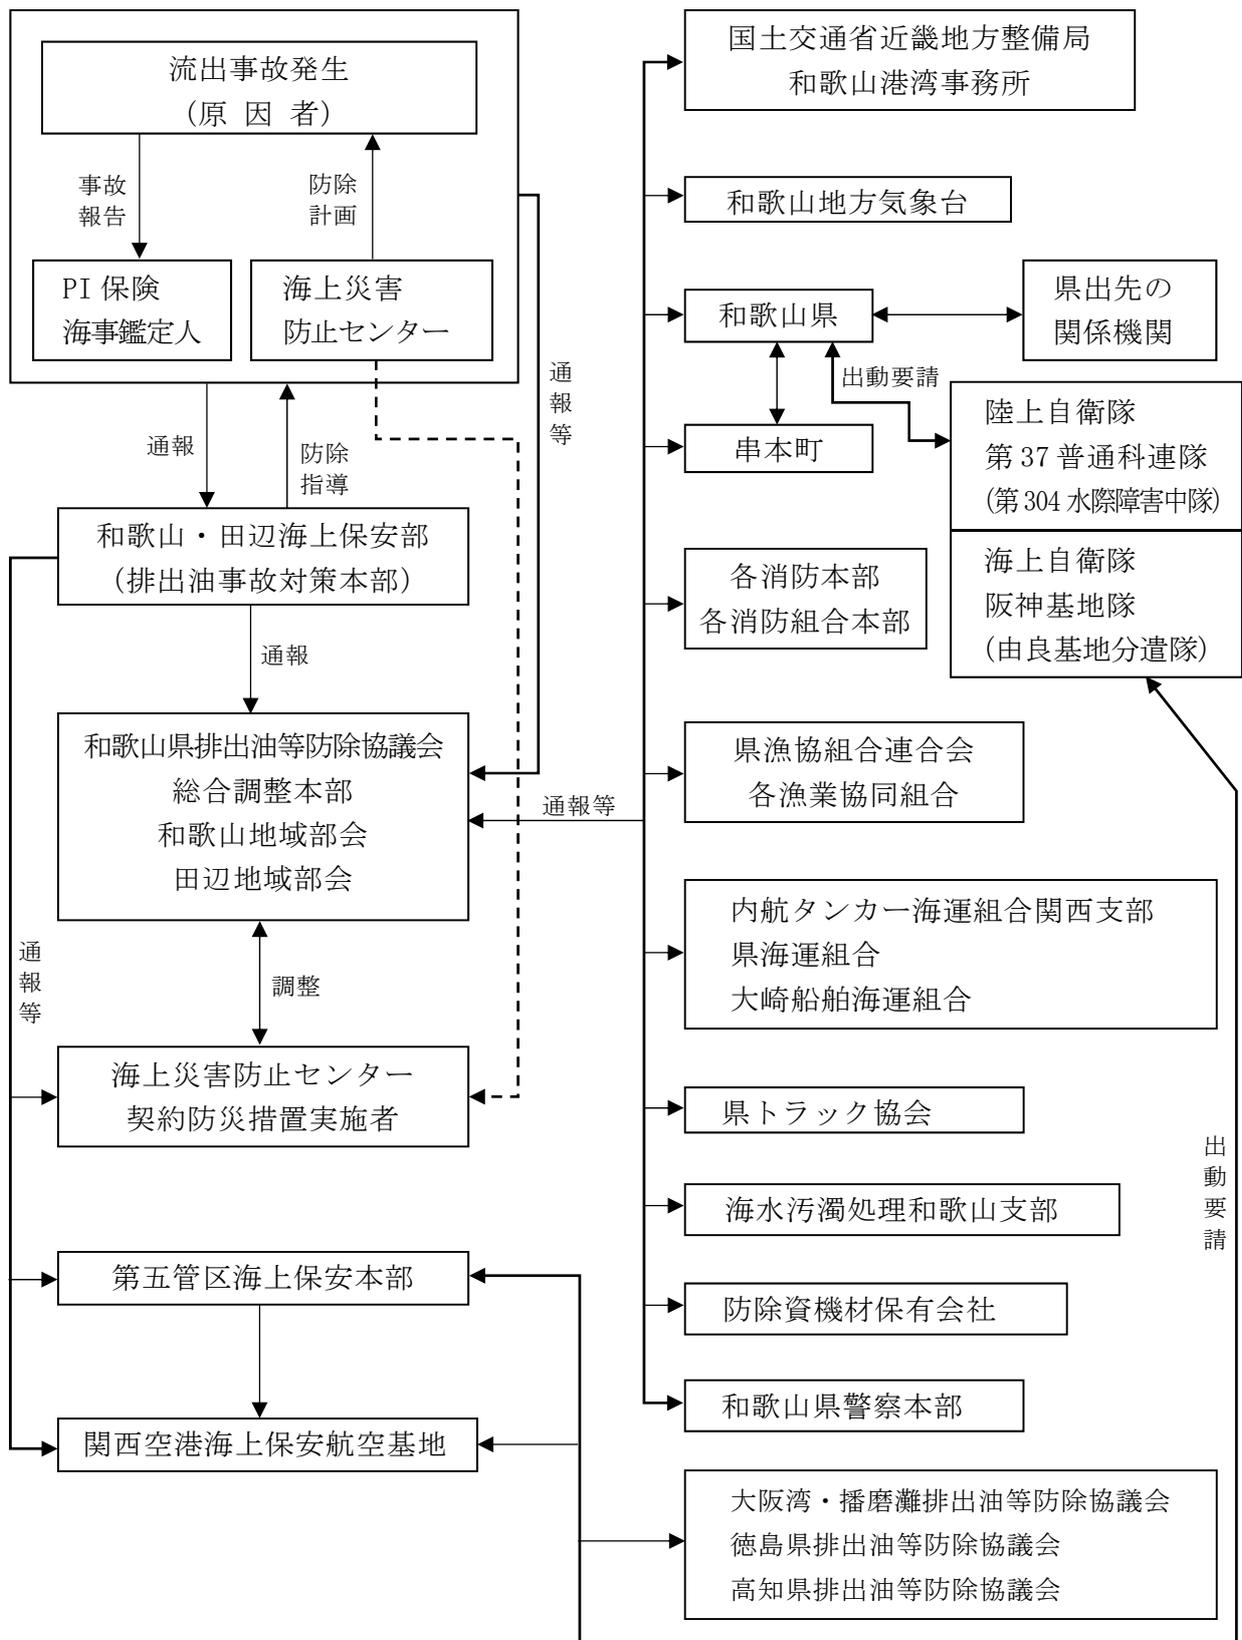 流出事故発生
(原 因 者)
事故
報告
防除
計画
PI 保険
海事鑑定人
海上災害
防止センター
通報等
通報
防除
指導
和歌山・田辺海上保安部
(排出油事故対策本部)
通報
和歌山県排出油等防除協議会
総合調整本部
和歌山地域部会
田辺地域部会
通報等
通報等
調整
海上災害防止センター
契約防災措置実施者
第五管区海上保安本部
関西空港海上保安航空基地
国土交通省近畿地方整備局
和歌山港湾事務所
和歌山地方気象台
和歌山県
県出先の
関係機関
出動要請
串本町
陸上自衛隊
第 37 普通科連隊
(第 304 水際障害中隊)
海上自衛隊
阪神基地隊
(由良基地分遣隊)
各消防本部
各消防組合本部
県漁協組合連合会
各漁業協同組合
内航タンカー海運組合関西支部
県海運組合
大崎船舶海運組合
県トラック協会
出動要請
海水汚濁処理和歌山支部
防除資機材保有会社
和歌山県警察本部
大阪湾・播磨灘排出油等防除協議会
徳島県排出油等防除協議会
高知県排出油等防除協議会